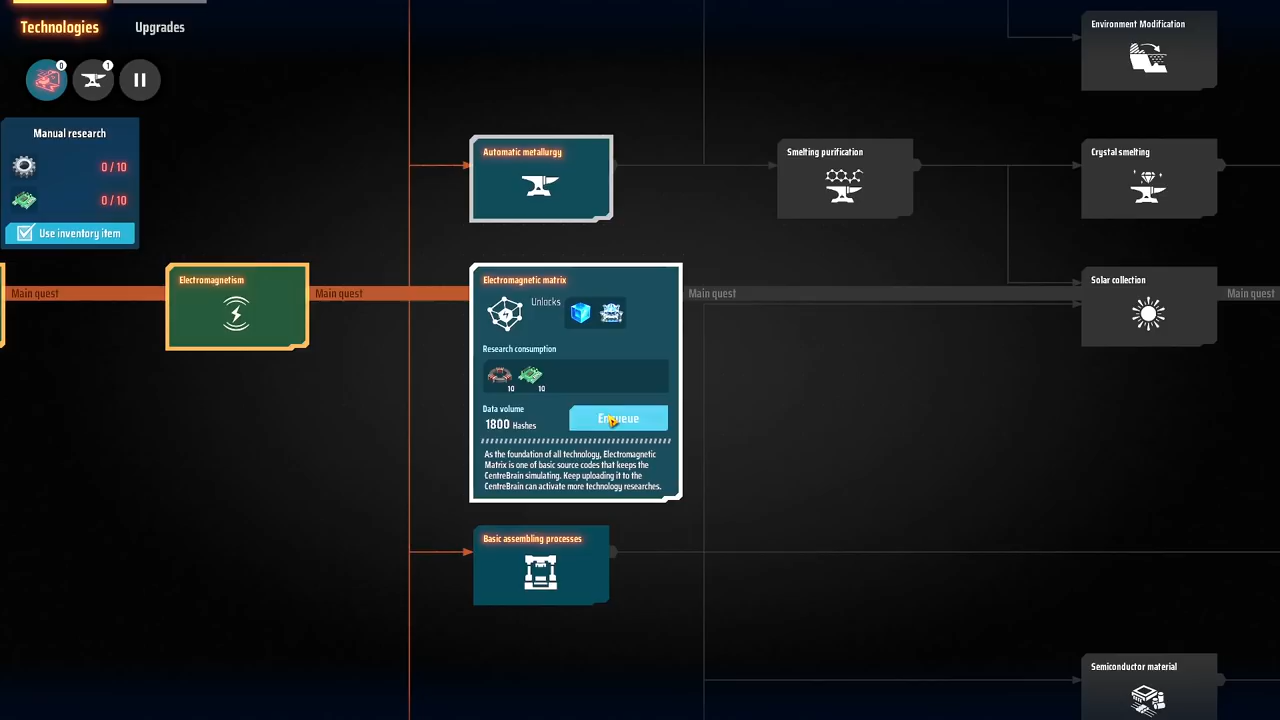 Technologies
Upgrades
0
1
Manual research
0 / 10
0 / 10
Use inventory item
Main quest
Electromagnetism
Main quest
Automatic metallurgy
Electromagnetic matrix
Unlocks
Research consumption
10
10
Data volume
1800 Hashes
Enqueue
As the foundation of all technology, Electromagnetic
Matrix is one of basic source codes that keeps the
CentreBrain simulating. Keep uploading it to the
CentreBrain can activate more technology researches.
Basic assembling processes
Main quest
Smelting purification
Environment Modification
Crystal smelting
Solar collection
Main quest
Semiconductor material